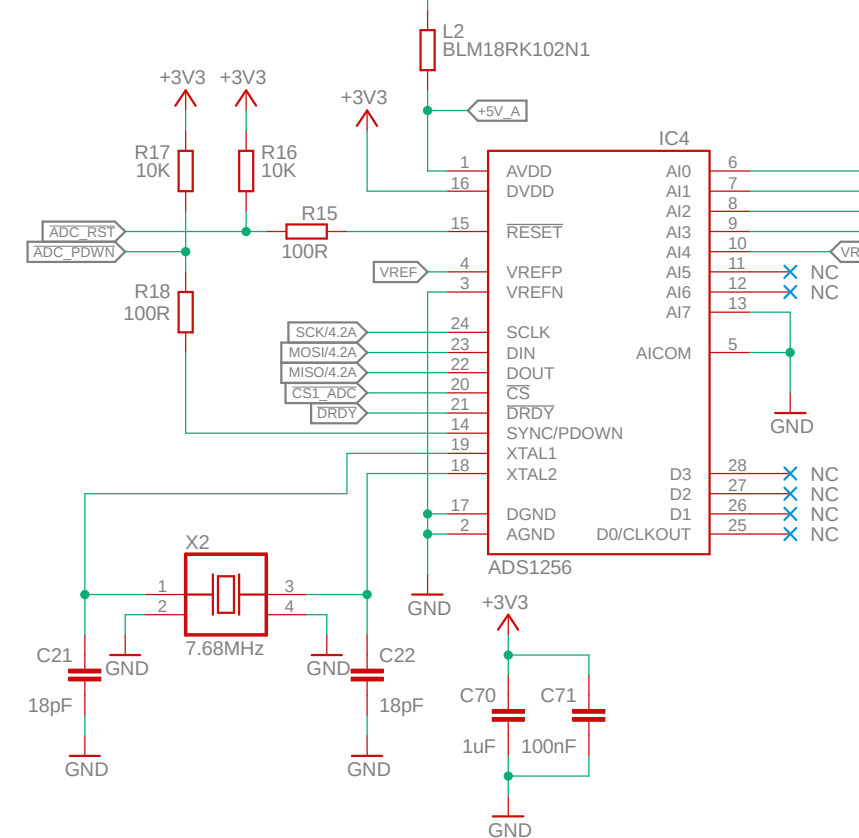 L2
BLM18RK102N1
+3V3
+3V3
+3V3
+5V_A
IC4
R17
10K
R16
10K
R15
100R
ADC_RST
ADC_PDWN
R18
100R
VREF
SCK/4.2A
MOSI/4.2A
MISO/4.2A
CS1_ADC
DRDY
1 AVDD
16 DVDD
15 RESET
4 VREFP
3 VREFN
24 SCLK
23 DIN
22 DOUT
20 CS
21 DRDY
14 SYNC/PDOWN
19 XTAL1
18 XTAL2
17 DGND
2 AGND
AI0 6
AI1 7
AI2 8
AI3 9
AI4 10 VR
AI5 11 NC
AI6 12 NC
AI7 13
AICOM 5
GND
D3 28 NC
D2 27 NC
D1 26 NC
D0/CLKOUT 25 NC
ADS1256
GND
X2
1 3
2 4
7.68MHz
GND
GND
C21
18pF
GND
C22
18pF
GND
+3V3
C70
1uF
C71
100nF
GND